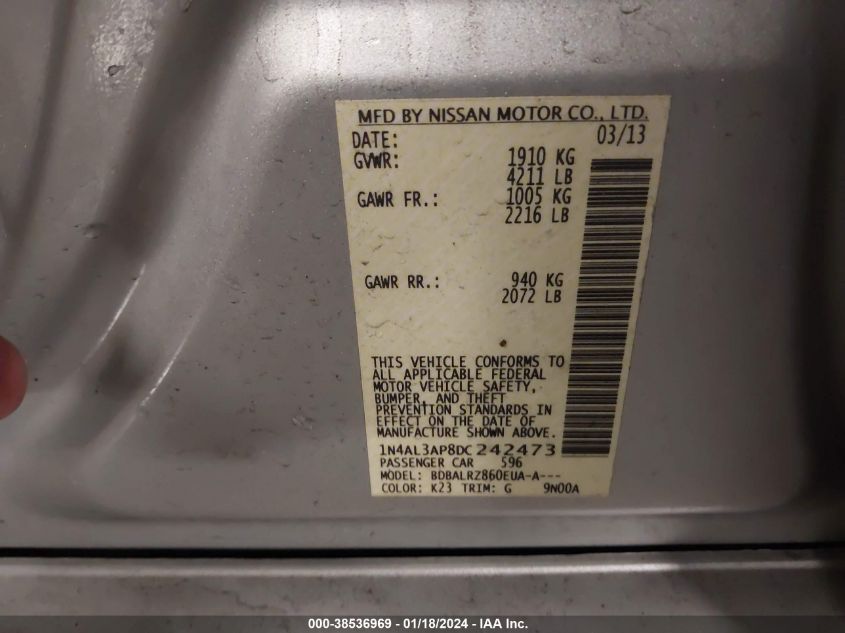 MFD BY NISSAN MOTOR CO., LTD.
DATE: 03/13
GVWR: 1910 KG
4211 LB
GAWR FR.: 1005 KG
2216 LB
GAWR RR.: 940 KG
2072 LB
THIS VEHICLE CONFORMS TO
ALL APPLICABLE FEDERAL
MOTOR VEHICLE SAFETY,
BUMPER, AND THEFT
PREVENTION STANDARDS IN
EFFECT ON THE DATE OF
MANUFACTURE SHOWN ABOVE.
1N4AL3AP8DC242473
PASSENGER CAR 596
MODEL: BDBALRZ860EUA-A---
COLOR: K23 TRIM: G 9N00A
000-38536969 — 01/18/2024 - IAA Inc.